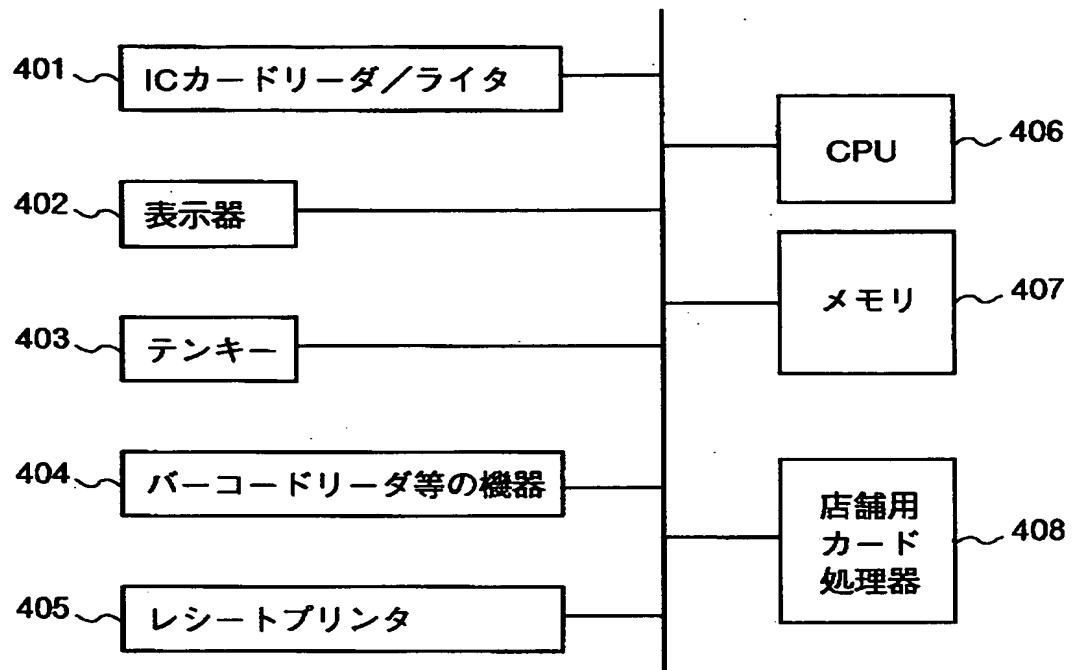 401
ICカードリーダ／ライタ
402
表示器
403
テンキー
404
バーコードリーダ等の機器
405
レシートプリンタ
CPU
406
メモリ
407
店舗用
カード
処理器
408